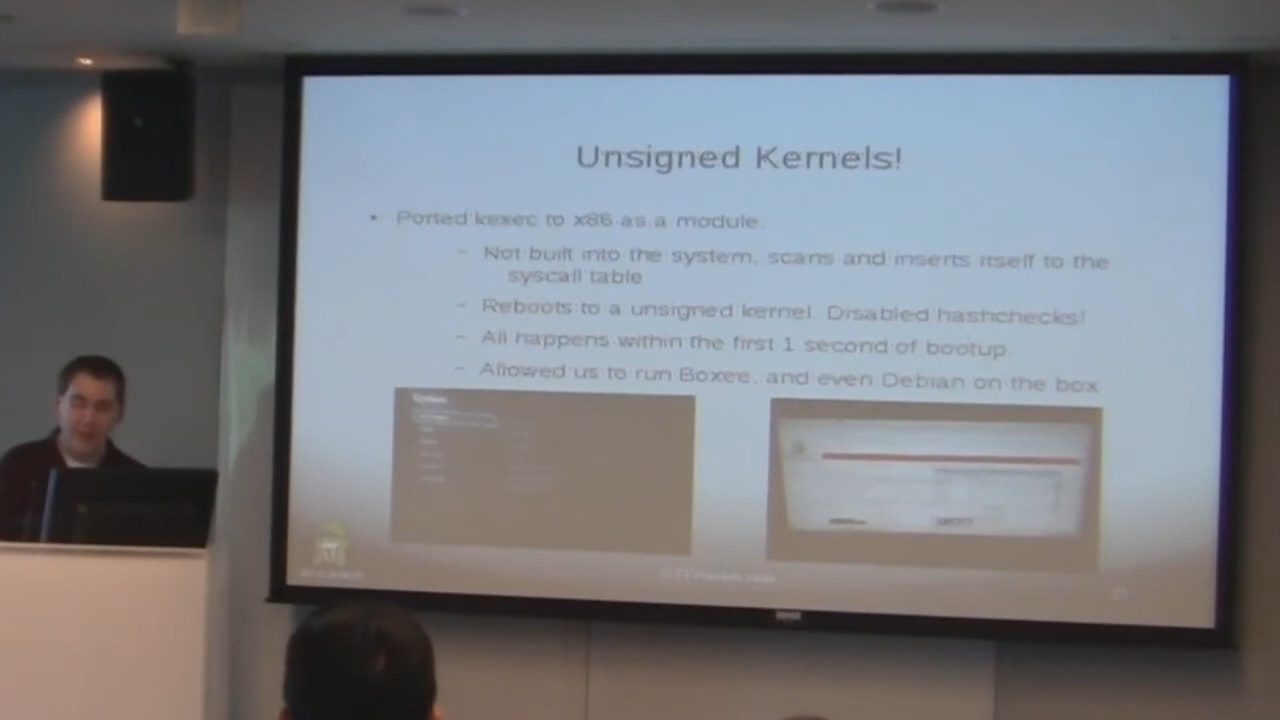 Unsigned Kernels!
• Ported kexec to x86 as a module.
– Not built into the system, scans and inserts itself to the
syscall table
– Reboots to a unsigned kernel. Disabled hashchecks!
– All happens within the first 1 second of bootup.
– Allowed us to run Boxee, and even Debian on the box